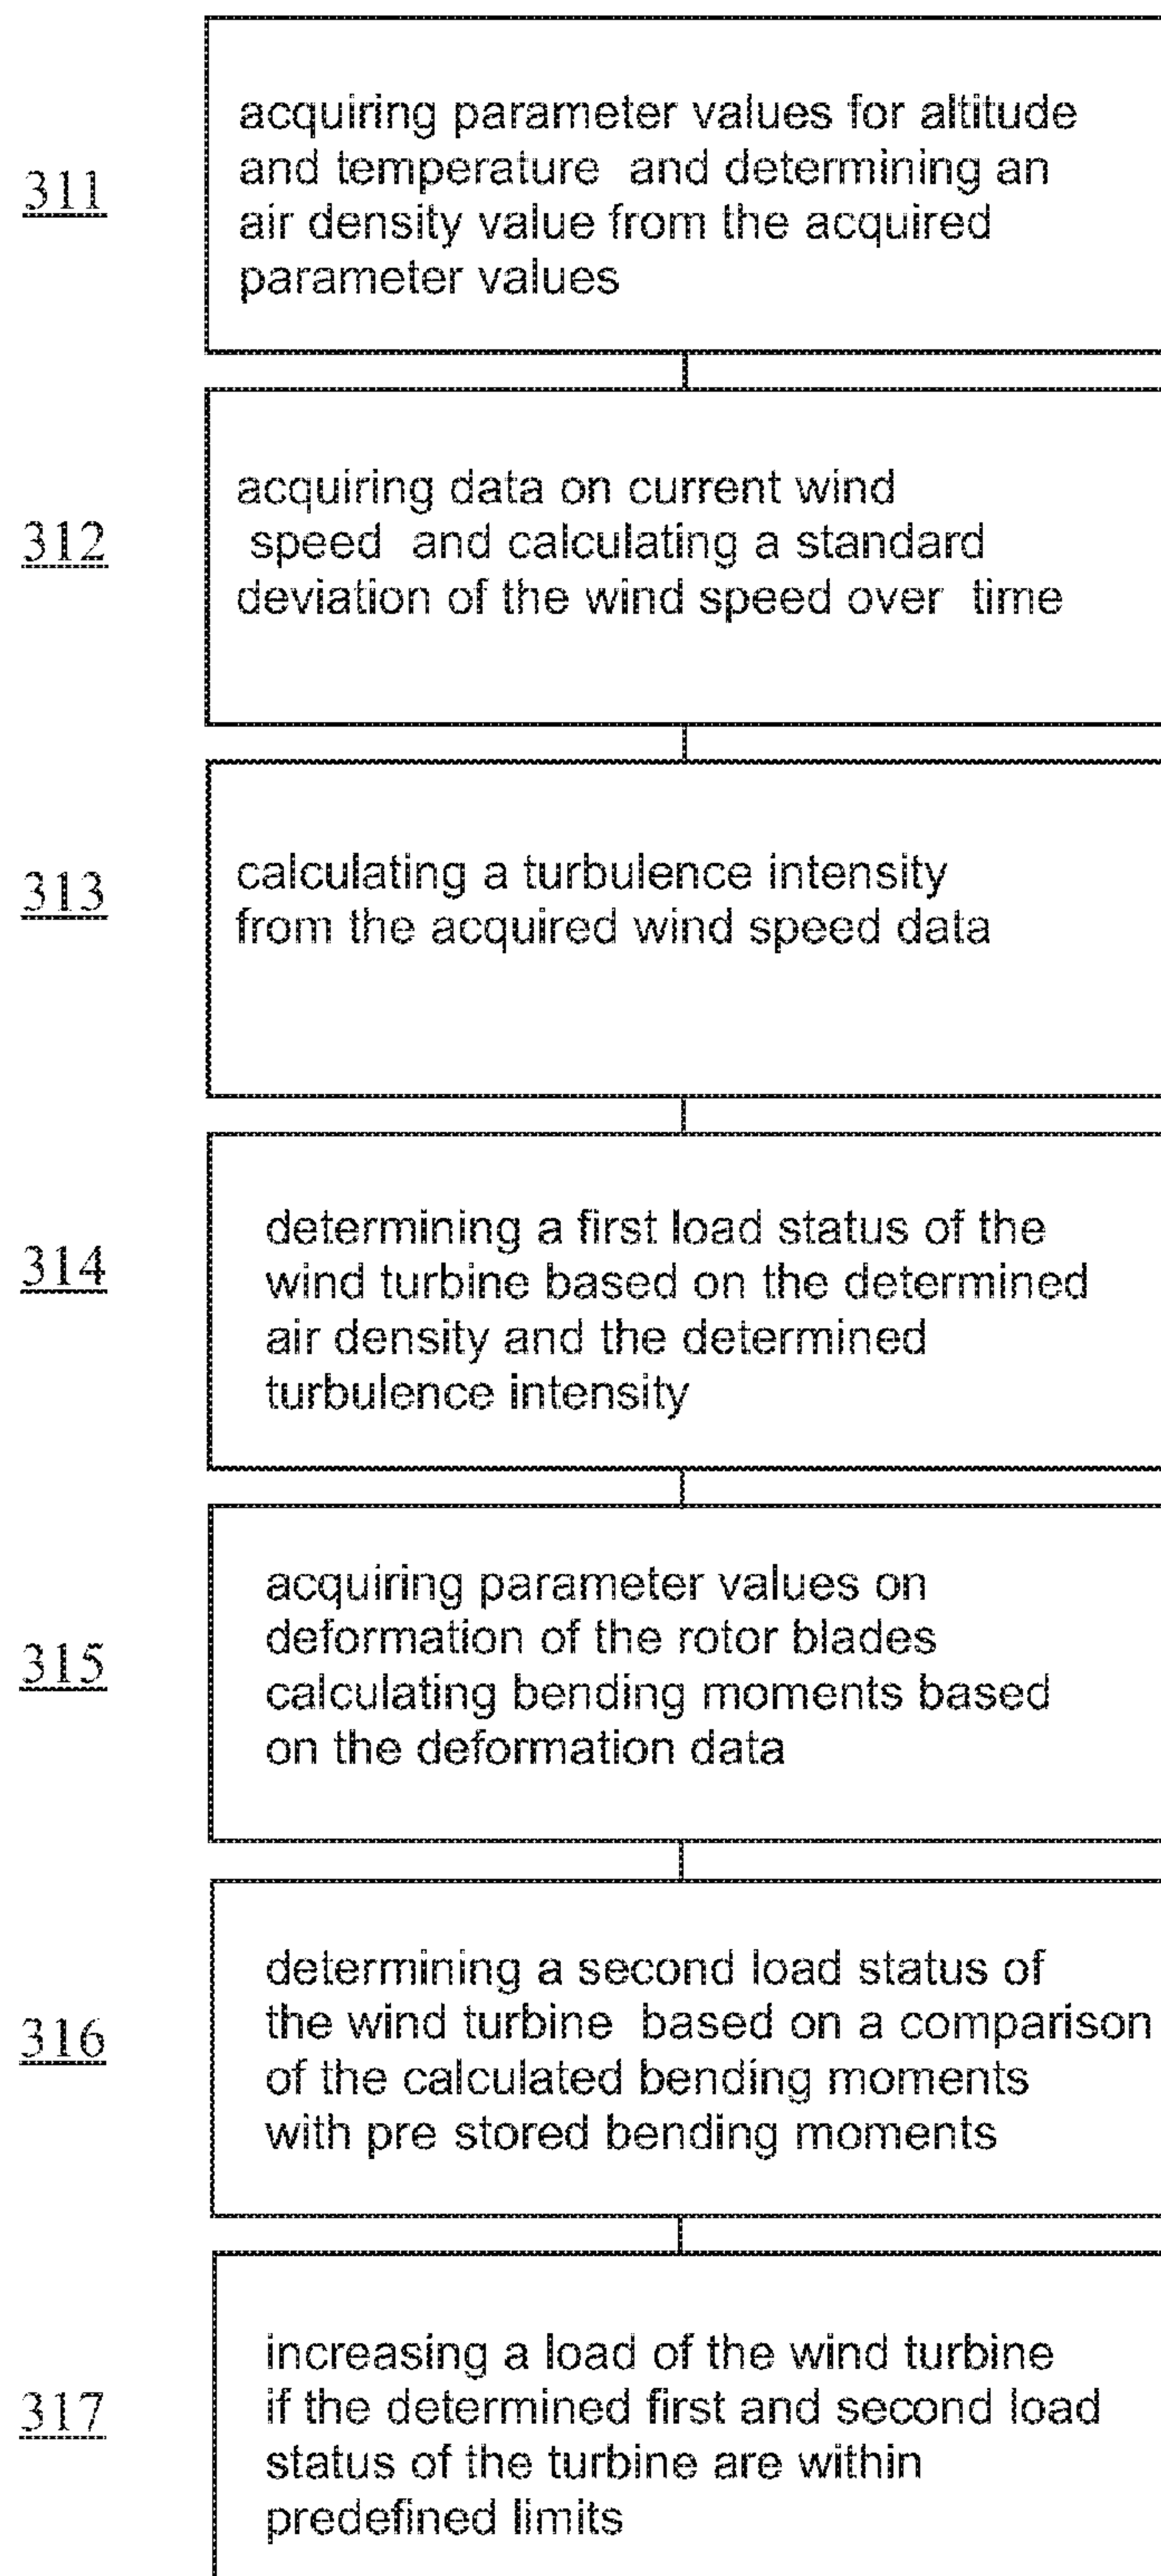 311
acquiring parameter values for altitude
and temperature and determining an
air density value from the acquired
parameter values
312
acquiring data on current wind
speed and calculating a standard
deviation of the wind speed over time
313
calculating a turbulence intensity
from the acquired wind speed data
314
determining a first load status of the
wind turbine based on the determined
air density and the determined
turbulence intensity
315
acquiring parameter values on
deformation of the rotor blades
calculating bending moments based
on the deformation data
316
determining a second load status of
the wind turbine based on a comparison
of the calculated bending moments
with pre stored bending moments
317
increasing a load of the wind turbine
if the determined first and second load
status of the turbine are within
predefined limits